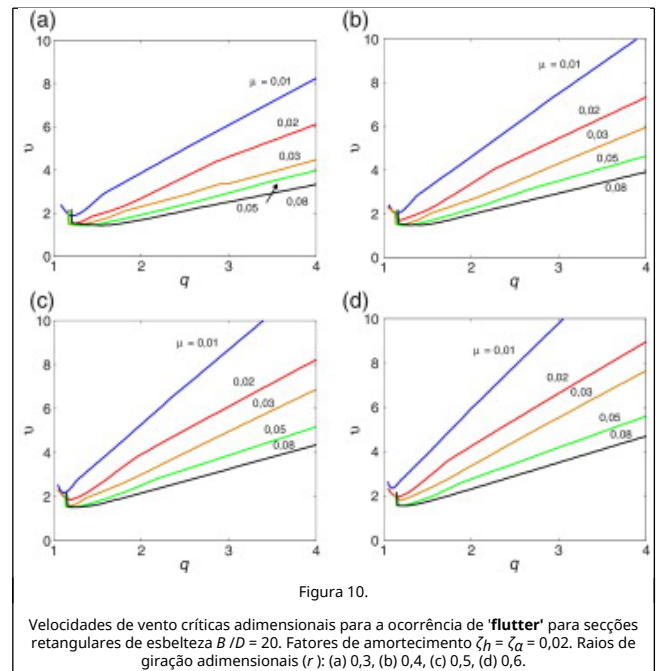 (a)
10
8
6
4
2
0
υ
μ = 0,01
0,02
0,03
0,05
0,08
1
2
3
4
q
(b)
10
8
6
4
2
0
υ
μ = 0,01
0,02
0,03
0,05
0,08
1
2
3
4
q
(c)
10
8
6
4
2
0
υ
μ = 0,01
0,02
0,03
0,05
0,08
1
2
3
4
q
(d)
10
8
6
4
2
0
υ
μ = 0,01
0,02
0,03
0,05
0,08
1
2
3
4
q
Figura 10.
Velocidades de vento críticas adimensionais para a ocorrência de 'flutter' para secções
retangulares de esbelteza B /D = 20. Fatores de amortecimento ζh = ζα = 0,02. Raios de
giração adimensionais (r ): (a) 0,3, (b) 0,4, (c) 0,5, (d) 0,6.